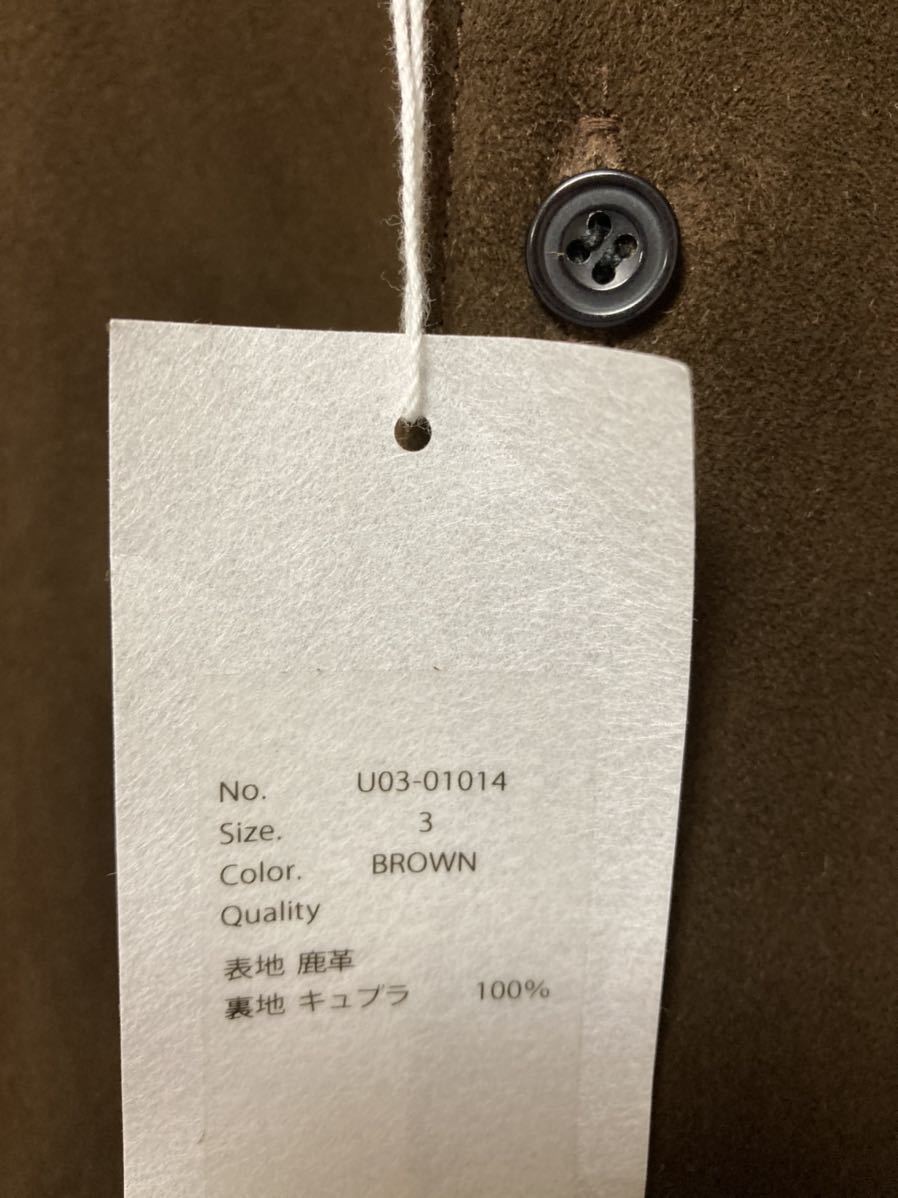 No. U03-01014
Size. 3
Color. BROWN
Quality
表地 鹿革
裏地 キュプラ 100%